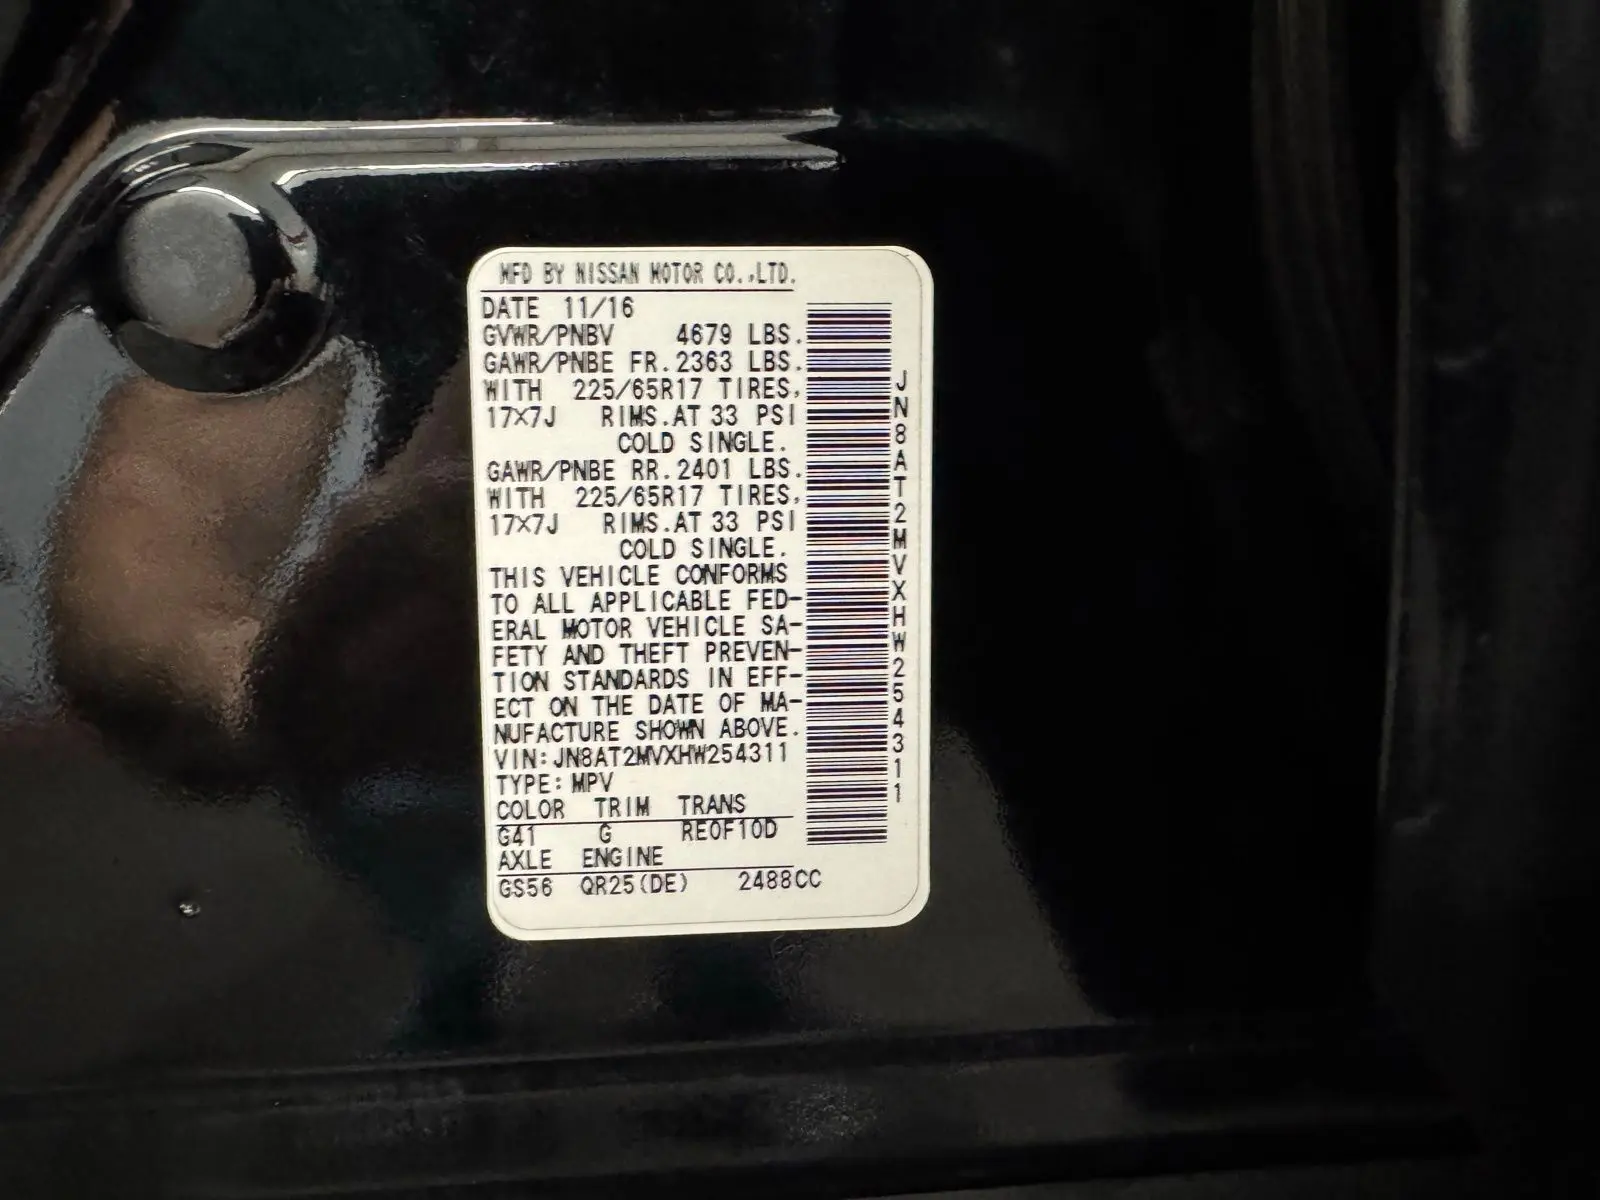 MFD BY NISSAN MOTOR CO.,LTD.
DATE 11/16
GVWR/PNBV 4679 LBS.
GAWR/PNBE FR.2363 LBS.
WITH 225/65R17 TIRES,
17×7J RIMS.AT 33 PSI
COLD SINGLE.
GAWR/PNBE RR.2401 LBS.
WITH 225/65R17 TIRES,
17×7J RIMS.AT 33 PSI
COLD SINGLE.
THIS VEHICLE CONFORMS
TO ALL APPLICABLE FED-
ERAL MOTOR VEHICLE SA-
FETY AND THEFT PREVEN-
TION STANDARDS IN EFF-
ECT ON THE DATE OF MA-
NUFACTURE SHOWN ABOVE.
VIN:JN8AT2MVXHW254311
TYPE:MPV
COLOR TRIM TRANS
G41 G RE0F10D
AXLE ENGINE
GS56 QR25(DE) 2488CC
JN8AT2MVXHW254311